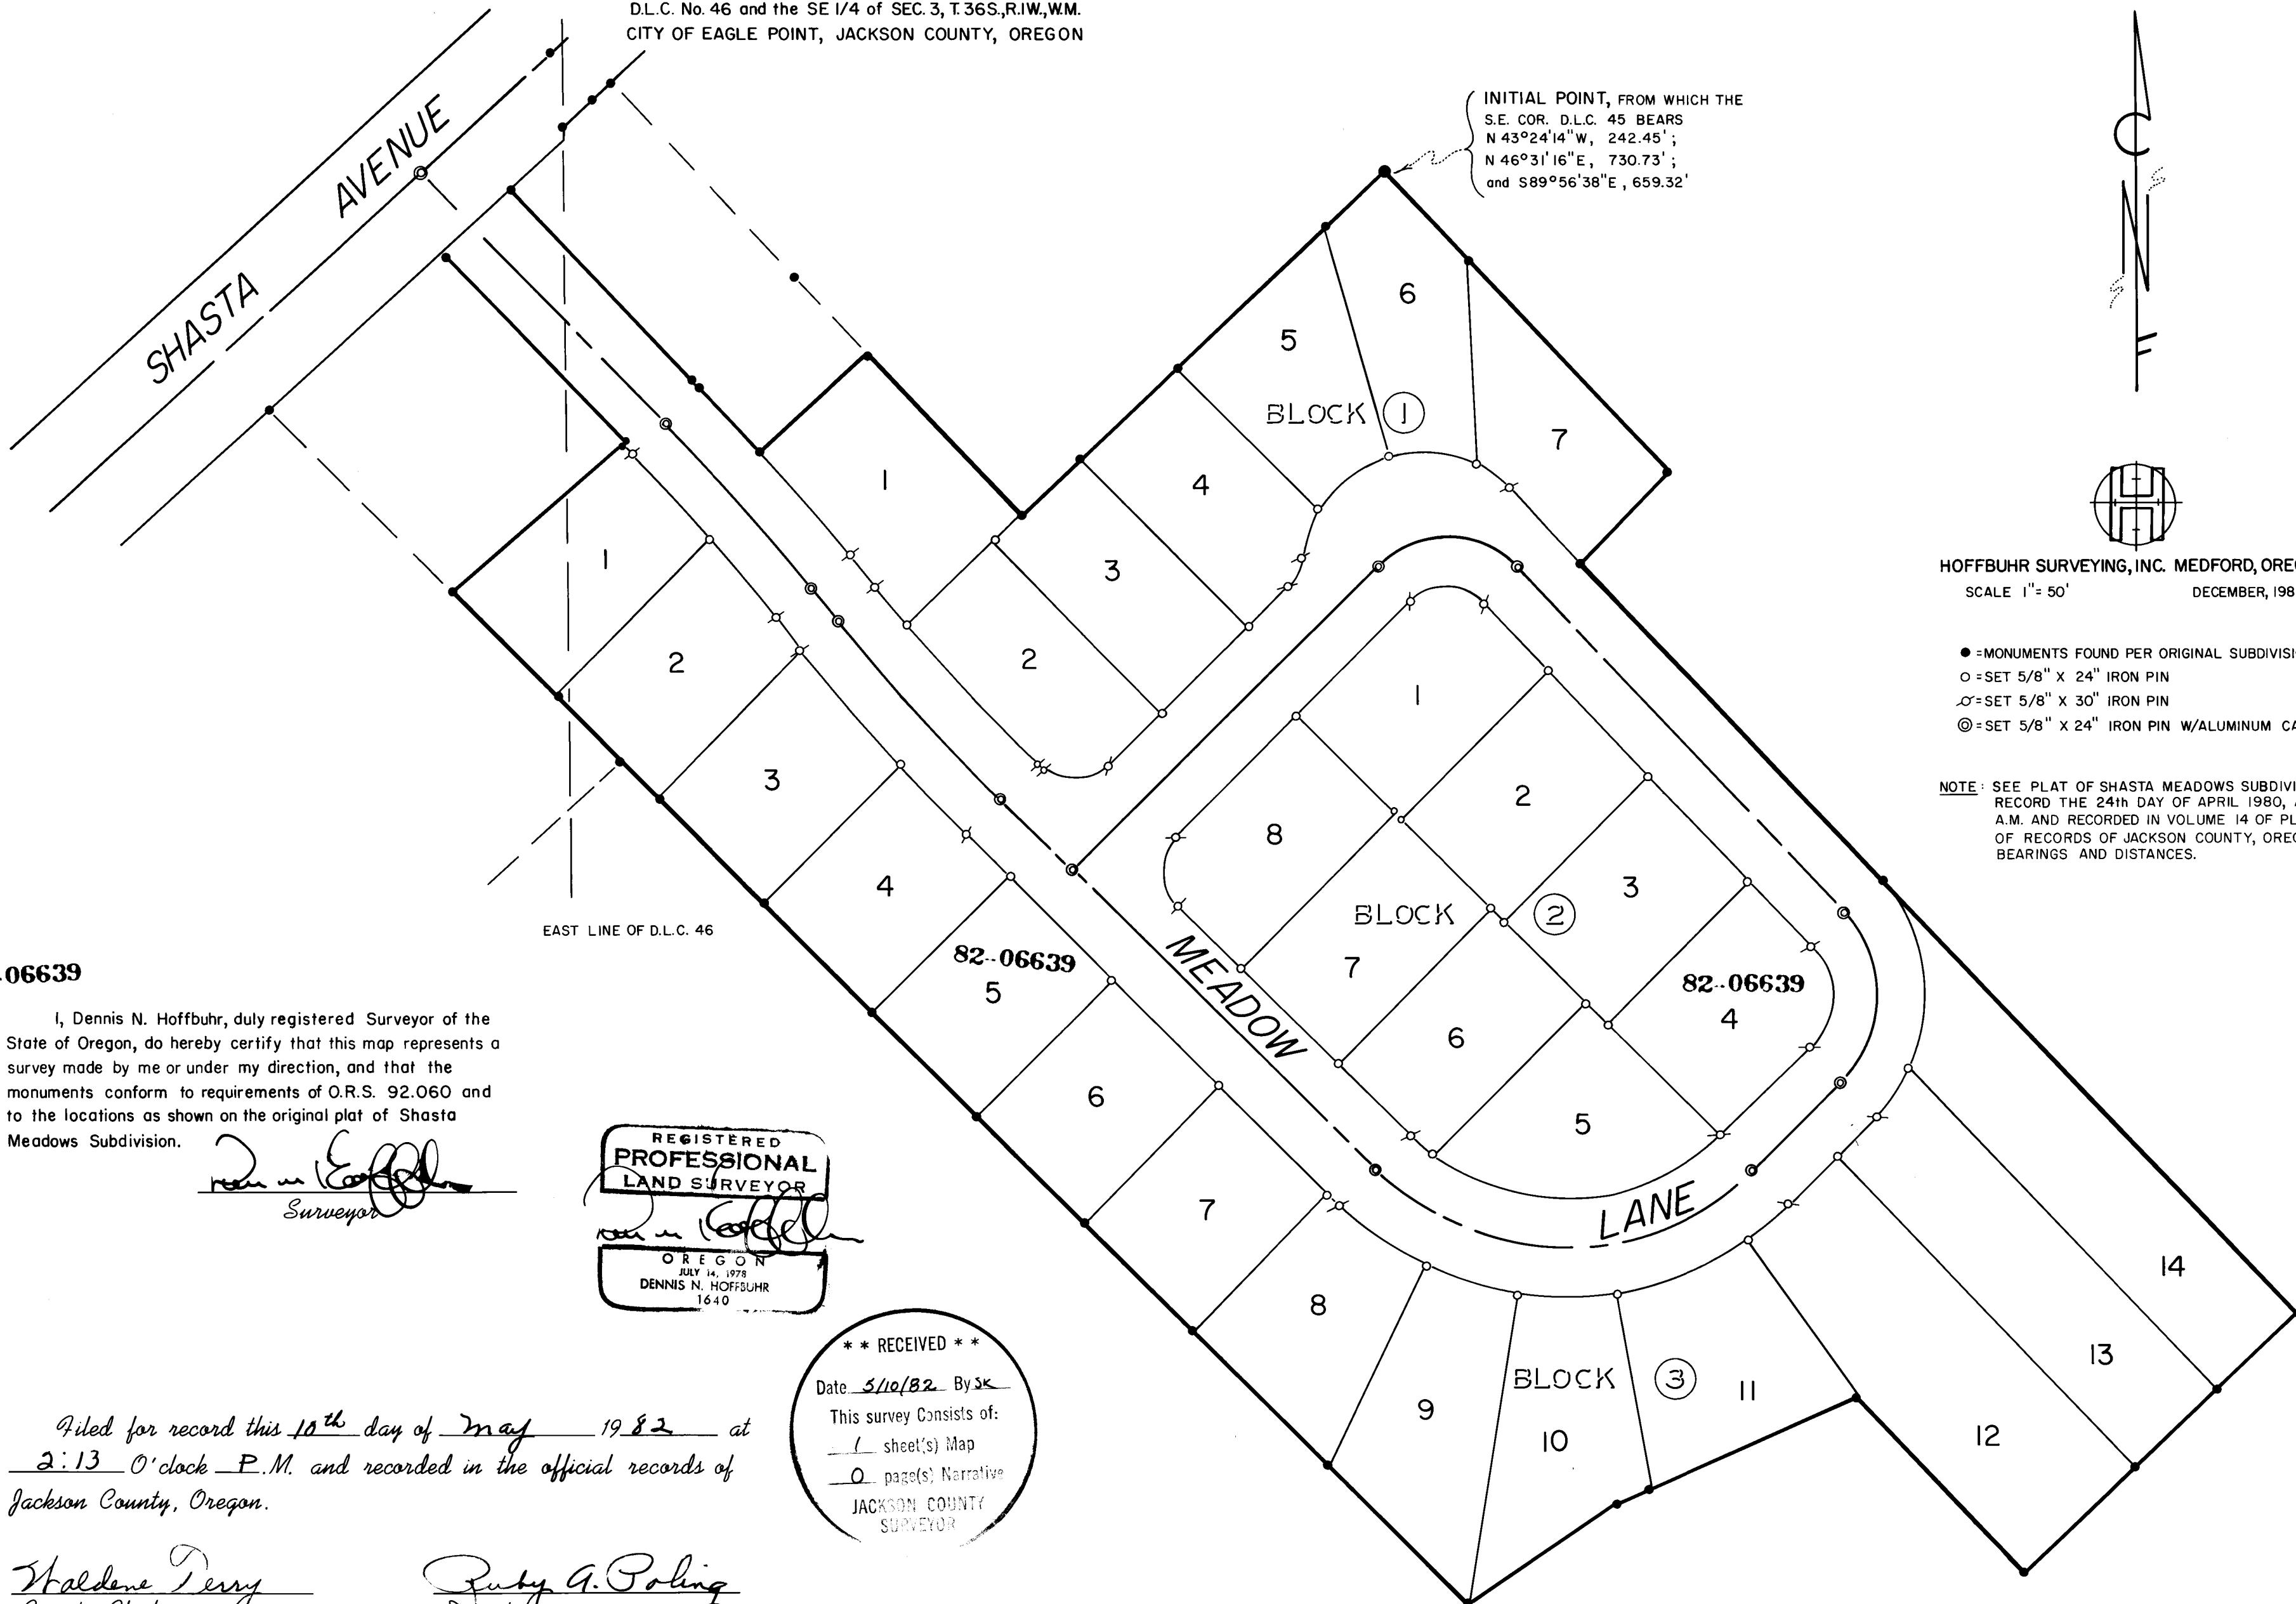 D.L.C. No. 46 and the SE 1/4 of SEC. 3, T. 36S., R.1W., W.M.
CITY OF EAGLE POINT, JACKSON COUNTY, OREGON
INITIAL POINT, FROM WHICH THE
S.E. COR. D.L.C. 45 BEARS
N 43°24'14"W, 242.45' ;
N 46°31'16"E, 730.73' ;
and S89°56'38"E, 659.32'
SHASTA AVENUE
N
H
HOFFBUHR SURVEYING, INC. MEDFORD, ORE
SCALE 1"= 50' DECEMBER, 198
● =MONUMENTS FOUND PER ORIGINAL SUBDIVISI
○ =SET 5/8" X 24" IRON PIN
=SET 5/8" X 30" IRON PIN
◎ =SET 5/8" X 24" IRON PIN W/ALUMINUM CA
NOTE: SEE PLAT OF SHASTA MEADOWS SUBDIVI
RECORD THE 24th DAY OF APRIL 1980,
A.M. AND RECORDED IN VOLUME 14 OF PL
OF RECORDS OF JACKSON COUNTY, OREG
BEARINGS AND DISTANCES.
BLOCK 1
1
2
3
4
5
6
7
BLOCK 2
1
2
3
82--06639
4
5
6
7
8
BLOCK 3
1
2
3
4
82--06639
5
6
7
8
9
10
11
12
13
14
MEADOW LANE
EAST LINE OF D.L.C. 46
-06639
I, Dennis N. Hoffbuhr, duly registered Surveyor of the
State of Oregon, do hereby certify that this map represents a
survey made by me or under my direction, and that the
monuments conform to requirements of O.R.S. 92.060 and
to the locations as shown on the original plat of Shasta
Meadows Subdivision.
Surveyor
REGISTERED
PROFESSIONAL
LAND SURVEYOR
OREGON
JULY 14, 1978
DENNIS N. HOFFBUHR
1640
* * RECEIVED * *
Date 5/10/82 By SK
This survey Consists of:
1 sheet(s) Map
0 page(s) Narrative
JACKSON COUNTY
SURVEYOR
Filed for record this 10th day of May 1982 at
2:13 O'clock P.M. and recorded in the official records of
Jackson County, Oregon.
Waldene Terry Ruby A. Poling